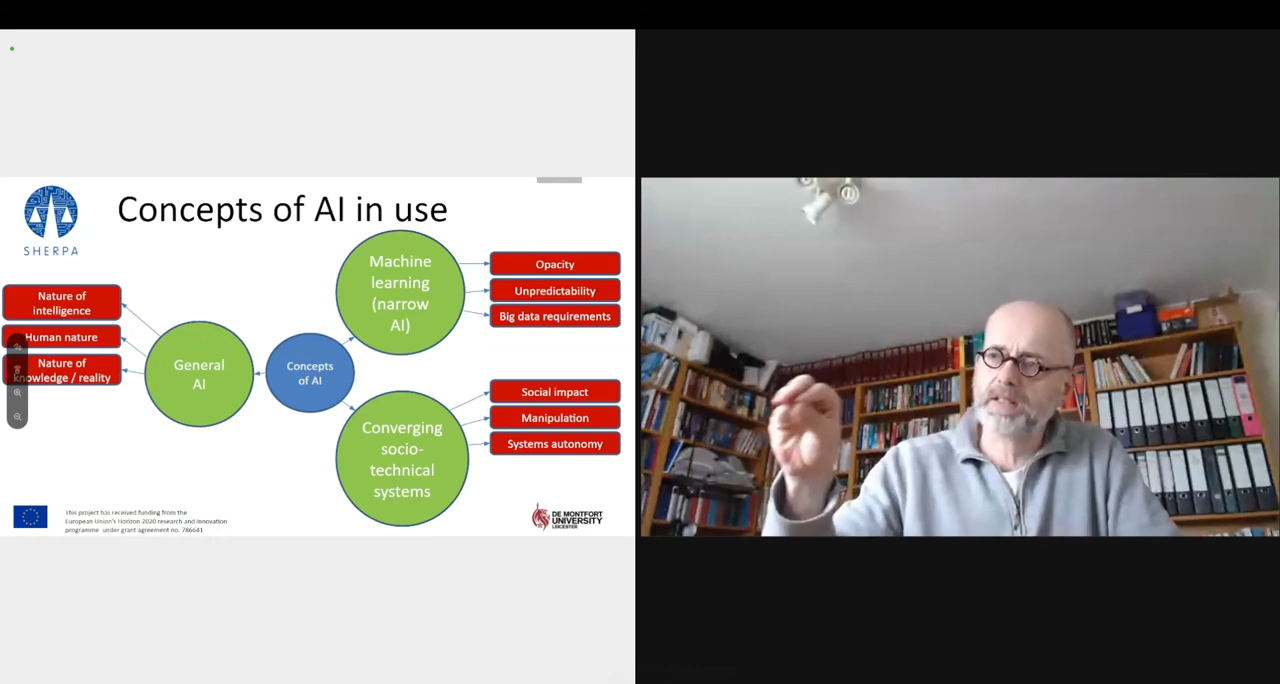 SHERPA
Concepts of AI in use
Nature of
intelligence
Human nature
Nature of
knowledge / reality
General
AI
Concepts
of AI
Machine
learning
(narrow
AI)
Opacity
Unpredictability
Big data requirements
Converging
socio-
technical
systems
Social impact
Manipulation
Systems autonomy
This project has received funding from the
European Union's Horizon 2020 research and innovation
programme under grant agreement no. 786641
DE MONTFORT
UNIVERSITY
LEICESTER